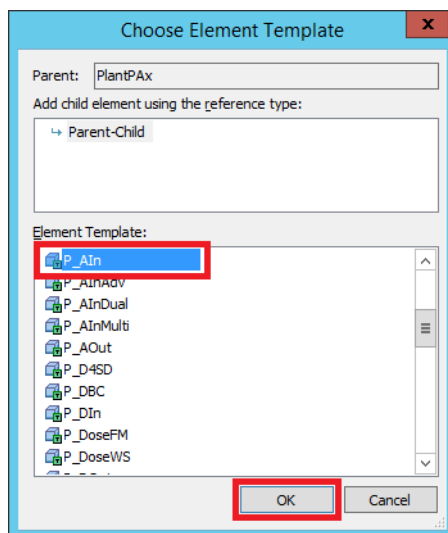 Choose Element Template
x
Parent: PlantPAx
Add child element using the reference type:
Parent-Child
Element Template:
P_AIn
P_AInAdv
P_AInDual
P_AInMulti
P_AOut
P_D4SD
P_DBC
P_DIn
P_DoseFM
P_DoseWS
OK Cancel